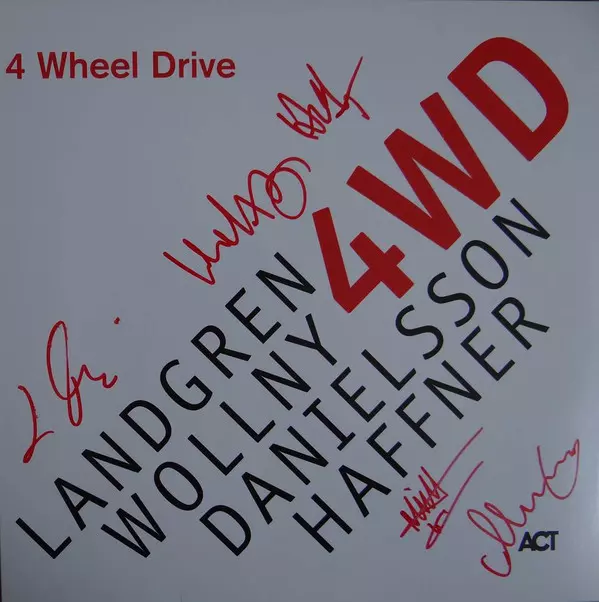 4 Wheel Drive
4WD
LANDGREN
WOLLNY
DANIELSSON
HAFFNER
ACT